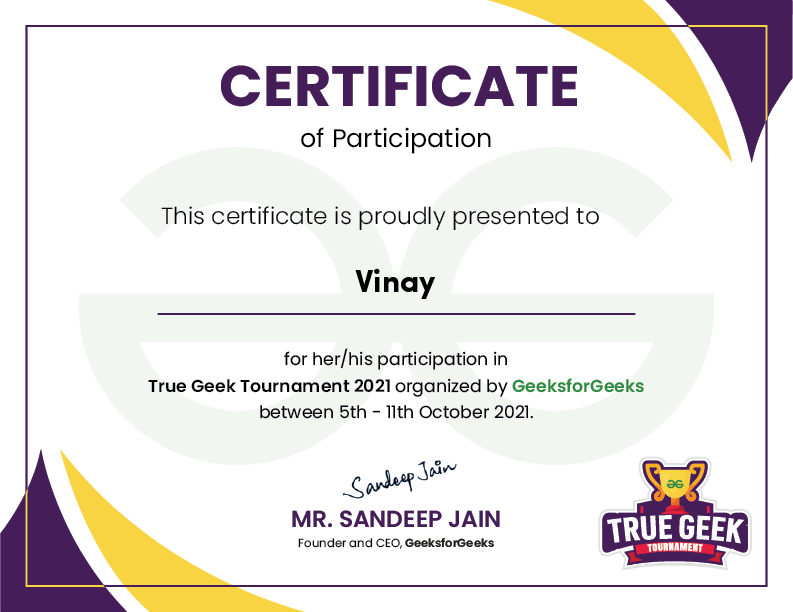 CERTIFICATE
of Participation
This certificate is proudly presented to
Vinay
for her/his participation in
True Geek Tournament 2021 organized by GeeksforGeeks
between 5th - 11th October 2021.
Sandeep Jain
MR. SANDEEP JAIN
Founder and CEO, GeeksforGeeks
TRUE GEEK
TOURNAMENT